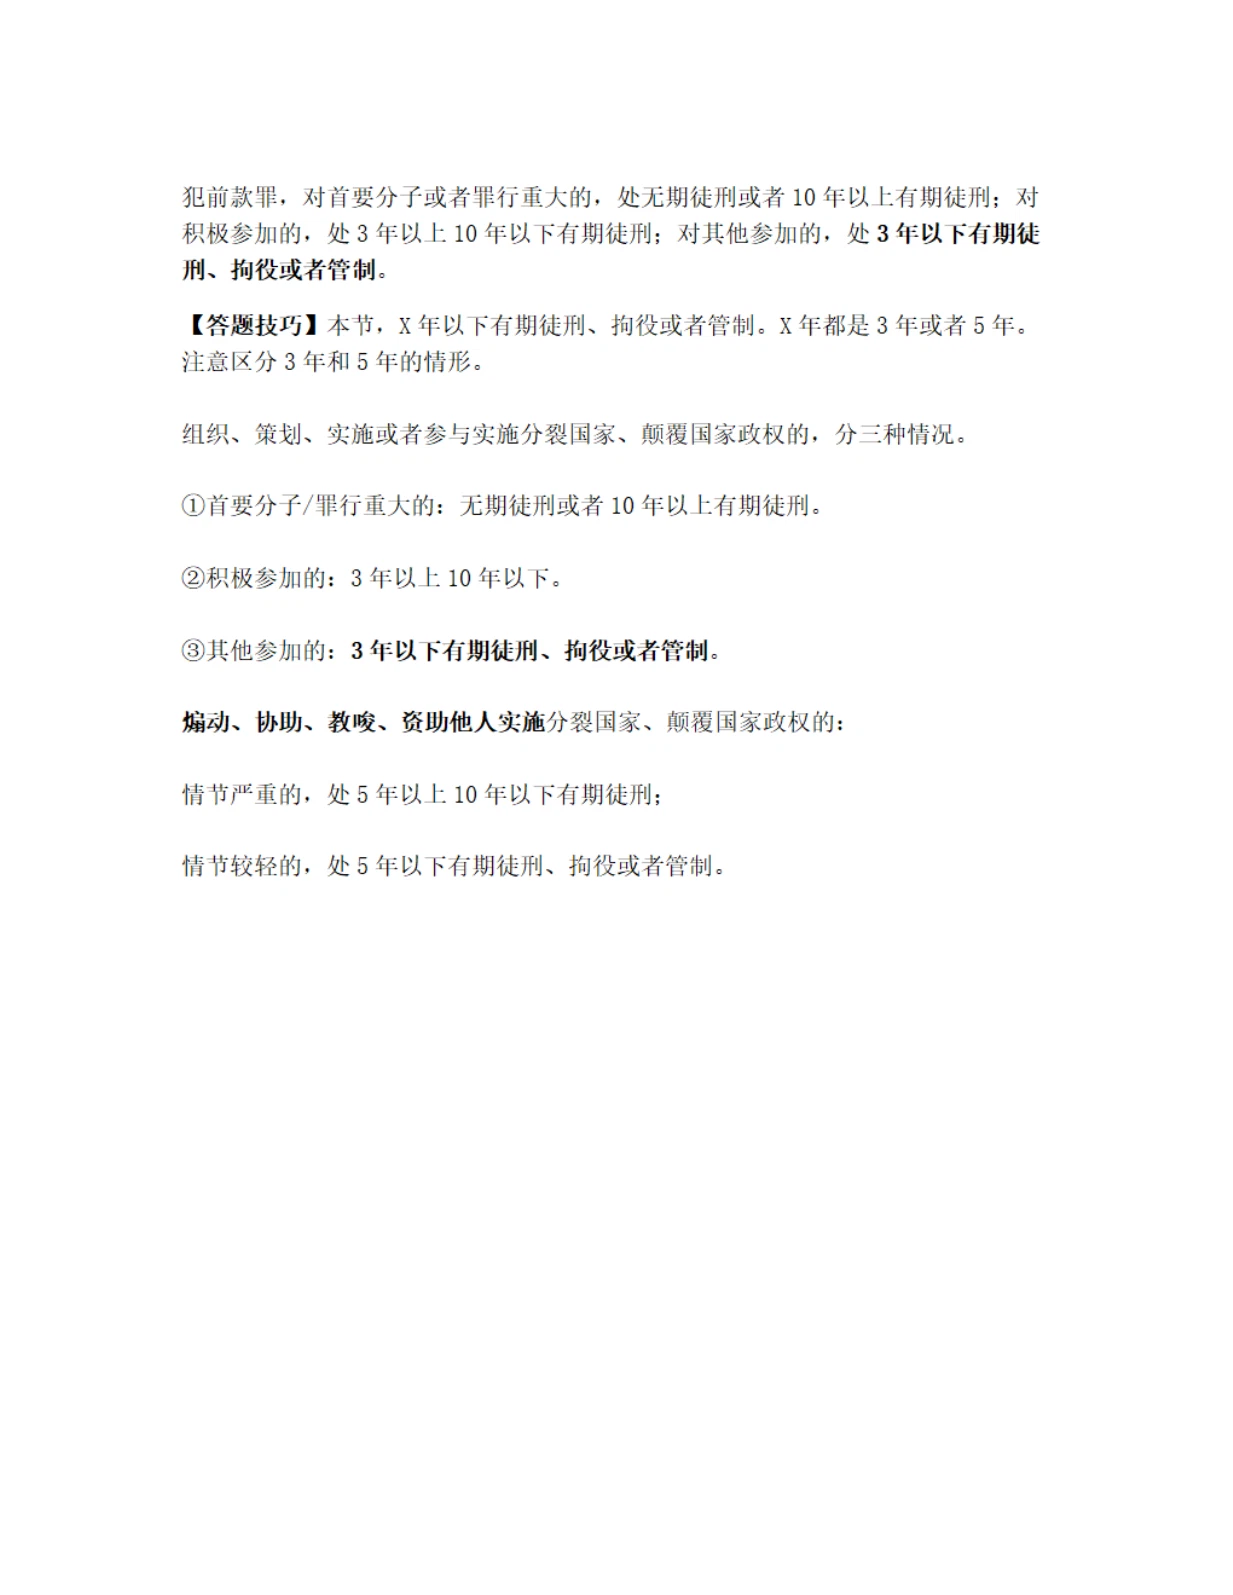 犯前款罪，对首要分子或者罪行重大的，处无期徒刑或者 10 年以上有期徒刑；对
积极参加的，处 3 年以上 10 年以下有期徒刑；对其他参加的，处 3 年以下有期徒
刑、拘役或者管制。
【答题技巧】本节，X 年以下有期徒刑、拘役或者管制。X 年都是 3 年或者 5 年。
注意区分 3 年和 5 年的情形。
组织、策划、实施或者参与实施分裂国家、颠覆国家政权的，分三种情况。
①首要分子/罪行重大的：无期徒刑或者 10 年以上有期徒刑。
②积极参加的：3 年以上 10 年以下。
③其他参加的：3 年以下有期徒刑、拘役或者管制。
煽动、协助、教唆、资助他人实施分裂国家、颠覆国家政权的：
情节严重的，处 5 年以上 10 年以下有期徒刑；
情节较轻的，处 5 年以下有期徒刑、拘役或者管制。